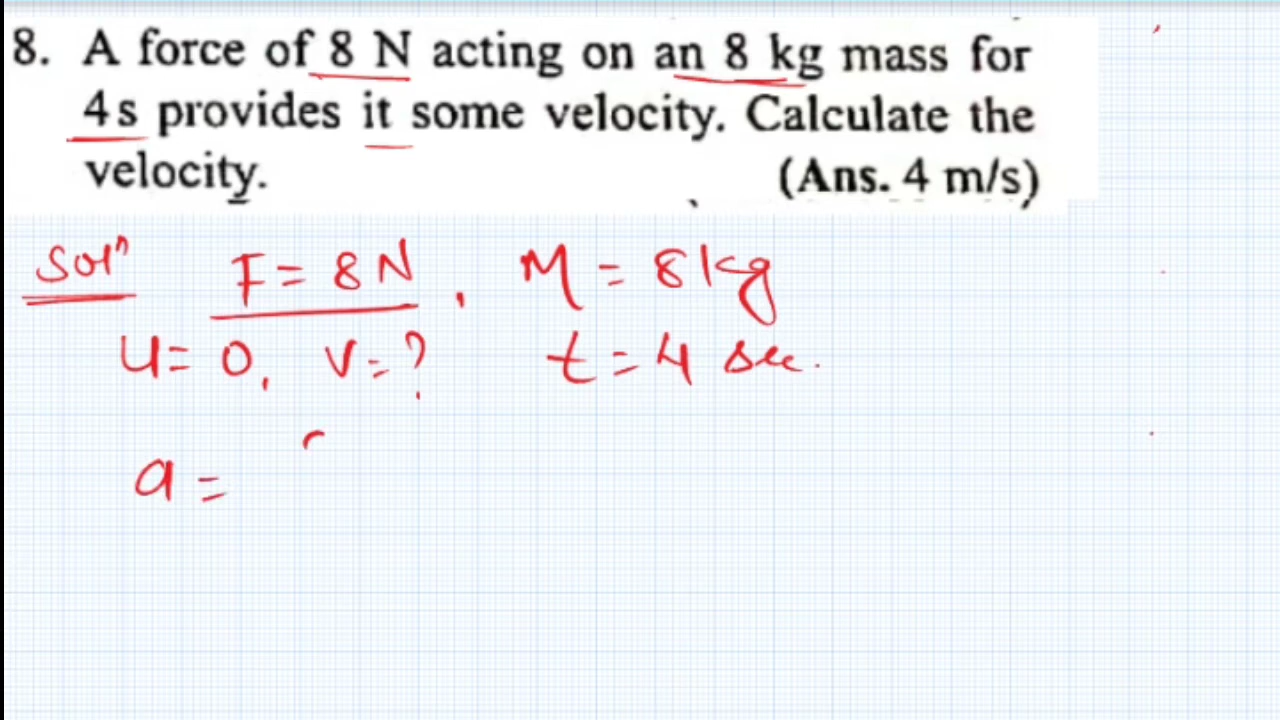 8. A force of 8 N acting on an 8 kg mass for
4 s provides it some velocity. Calculate the
velocity. (Ans. 4 m/s)
Solⁿ F = 8 N, M = 8 kg
u = 0, v = ? t = 4 sec.
a =